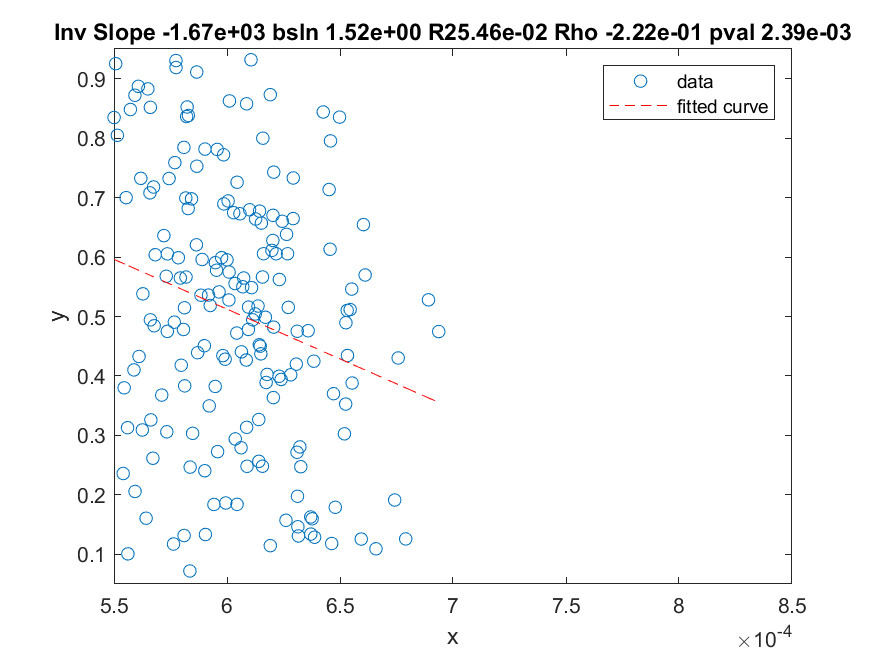 Inv Slope -1.67e+03 bsln 1.52e+00 R25.46e-02 Rho -2.22e-01 pval 2.39e-03
data
fitted curve
0.9
0.8
0.7
0.6
0.5
0.4
0.3
0.2
0.1
y
5.5 6 6.5 7 7.5 8 8.5
x
×10⁻⁴